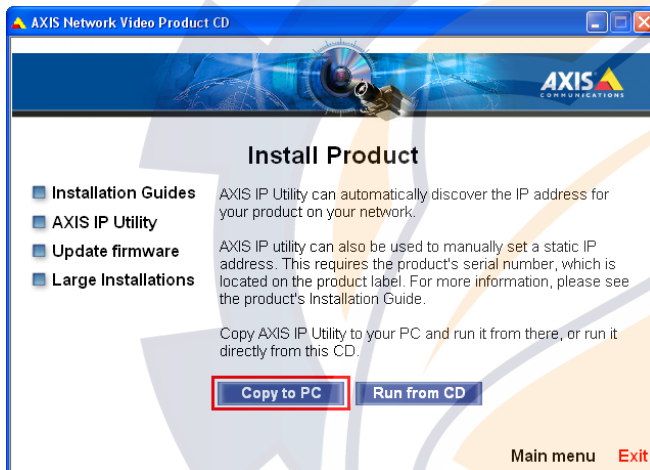 AXIS Network Video Product CD
AXIS
COMMUNICATIONS
Install Product
Installation Guides
AXIS IP Utility
Update firmware
Large Installations
AXIS IP Utility can automatically discover the IP address for
your product on your network.
AXIS IP utility can also be used to manually set a static IP
address. This requires the product's serial number, which is
located on the product label. For more information, please see
the product's Installation Guide.
Copy AXIS IP Utility to your PC and run it from there, or run it
directly from this CD.
Copy to PC
Run from CD
Main menu
Exit